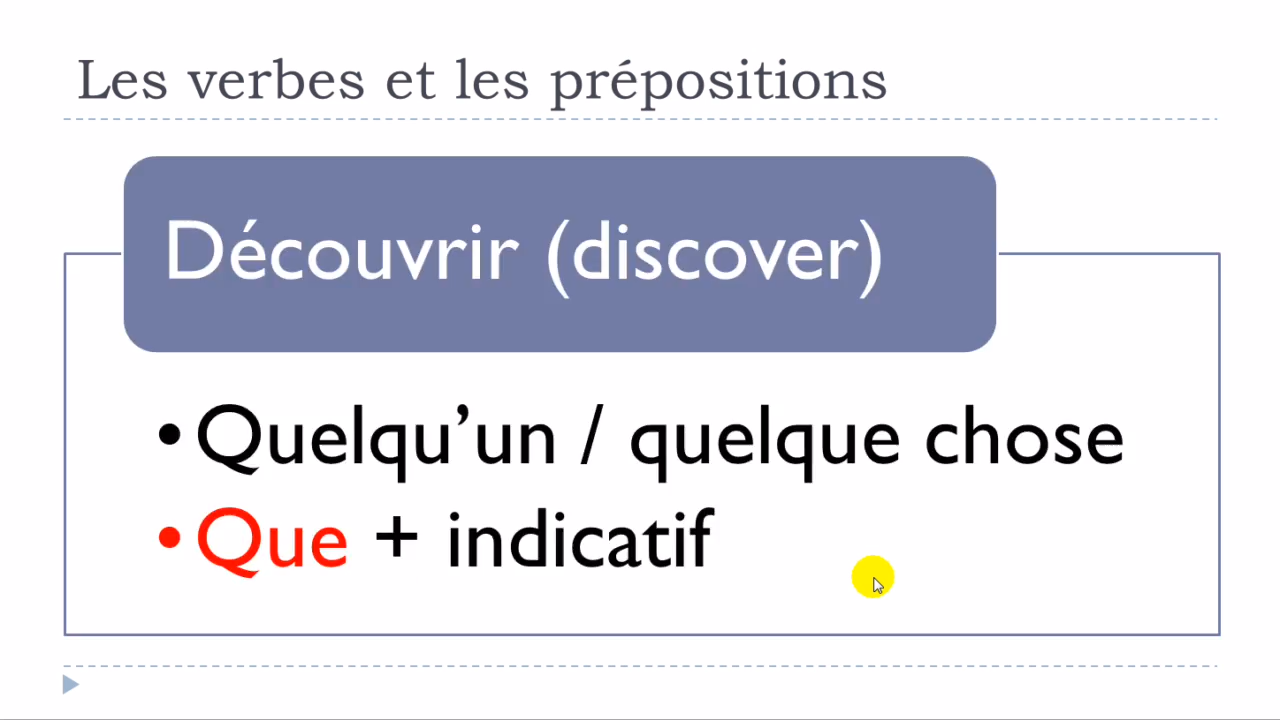 Les verbes et les prépositions
Découvrir (discover)
•Quelqu’un / quelque chose
•Que + indicatif